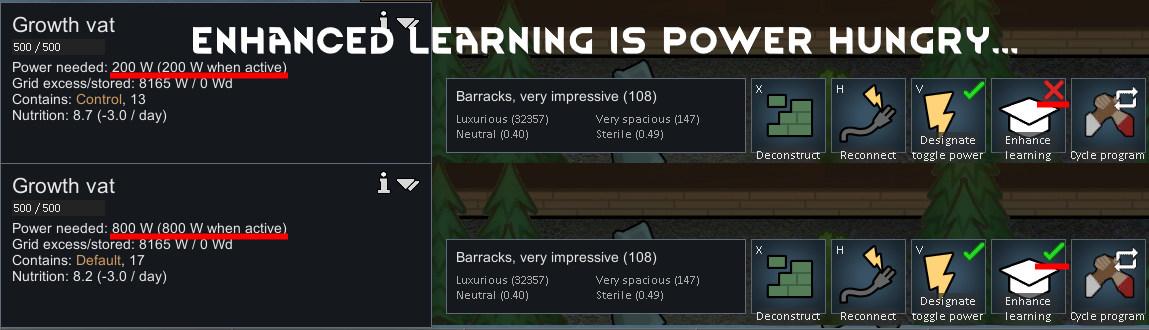 ENHANCED LEARNING IS POWER HUNGRY...
Growth vat
500 / 500
Power needed: 200 W (200 W when active)
Grid excess/stored: 8165 W / 0 Wd
Contains: Control, 13
Nutrition: 8.7 (-3.0 / day)
Barracks, very impressive (108)
Luxurious (32357) Very spacious (147)
Neutral (0.40) Sterile (0.49)
X
Deconstruct
H
Reconnect
V
Designate
toggle power
Enhance
learning
Cycle program
Growth vat
500 / 500
Power needed: 800 W (800 W when active)
Grid excess/stored: 8165 W / 0 Wd
Contains: Default, 17
Nutrition: 8.2 (-3.0 / day)
Barracks, very impressive (108)
Luxurious (32357) Very spacious (147)
Neutral (0.40) Sterile (0.49)
X
Deconstruct
H
Reconnect
V
Designate
toggle power
Enhance
learning
Cycle program